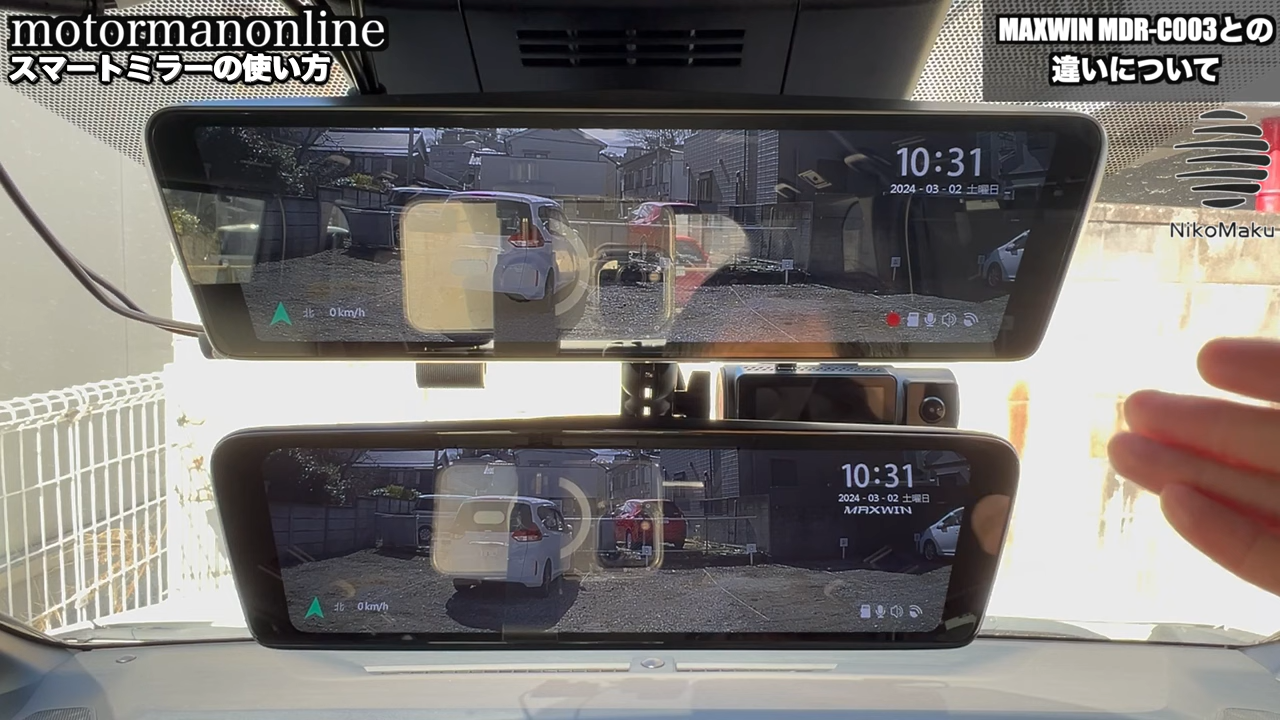 motormanonline
スマートミラーの使い方
MAXWIN MDR-C003との
違いについて
NikoMaku
10:31
2024-03-02 土曜日
北 0km/h
10:31
2024-03-02 土曜日
MAXWIN
北 0km/h